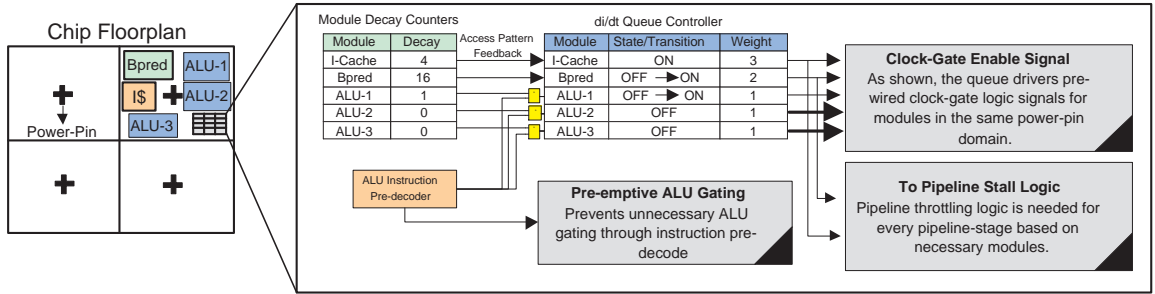 Chip Floorplan
Bpred
ALU-1
I$
ALU-2
Power-Pin
ALU-3
Module Decay Counters
Access Pattern
Feedback
di/dt Queue Controller
Module Decay
I-Cache 4
Bpred 16
ALU-1 1
ALU-2 0
ALU-3 0
Module State/Transition Weight
I-Cache ON 3
Bpred OFF ON 2
ALU-1 OFF ON 1
ALU-2 OFF 1
ALU-3 OFF 1
ALU Instruction
Pre-decoder
Pre-emptive ALU Gating
Prevents unnecessary ALU
gating through instruction pre-
decode
Clock-Gate Enable Signal
As shown, the queue drivers pre-
wired clock-gate logic signals for
modules in the same power-pin
domain.
To Pipeline Stall Logic
Pipeline throttling logic is needed for
every pipeline-stage based on
necessary modules.